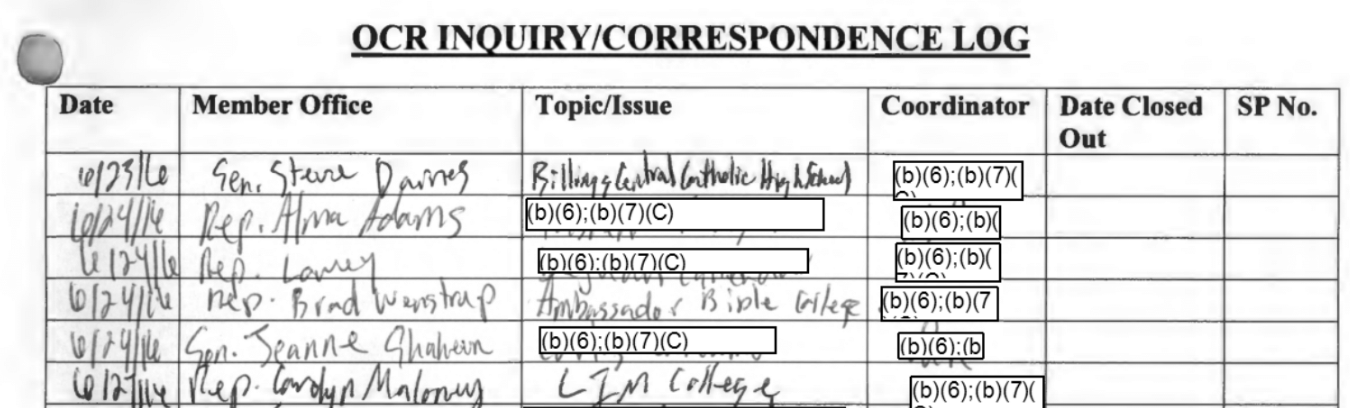 OCR INQUIRY/CORRESPONDENCE LOG
Date Member Office Topic/Issue Coordinator Date Closed Out SP No.
6/23/16 Sen. Steve Daines Billings Central Catholic High School (b)(6);(b)(7)(
6/24/16 Rep. Alma Adams (b)(6);(b)(7)(C) (b)(6);(b)(
6/24/16 Rep. (b)(6);(b)(7)(C) (b)(6);(b)(
6/24/16 Rep. Brad Wenstrup Ambassador Bible College (b)(6);(b)(7
6/24/16 Sen. Jeanne Shaheen (b)(6);(b)(7)(C) (b)(6);(b
6/27/16 Rep. Carolyn Maloney LIM College (b)(6);(b)(7)(